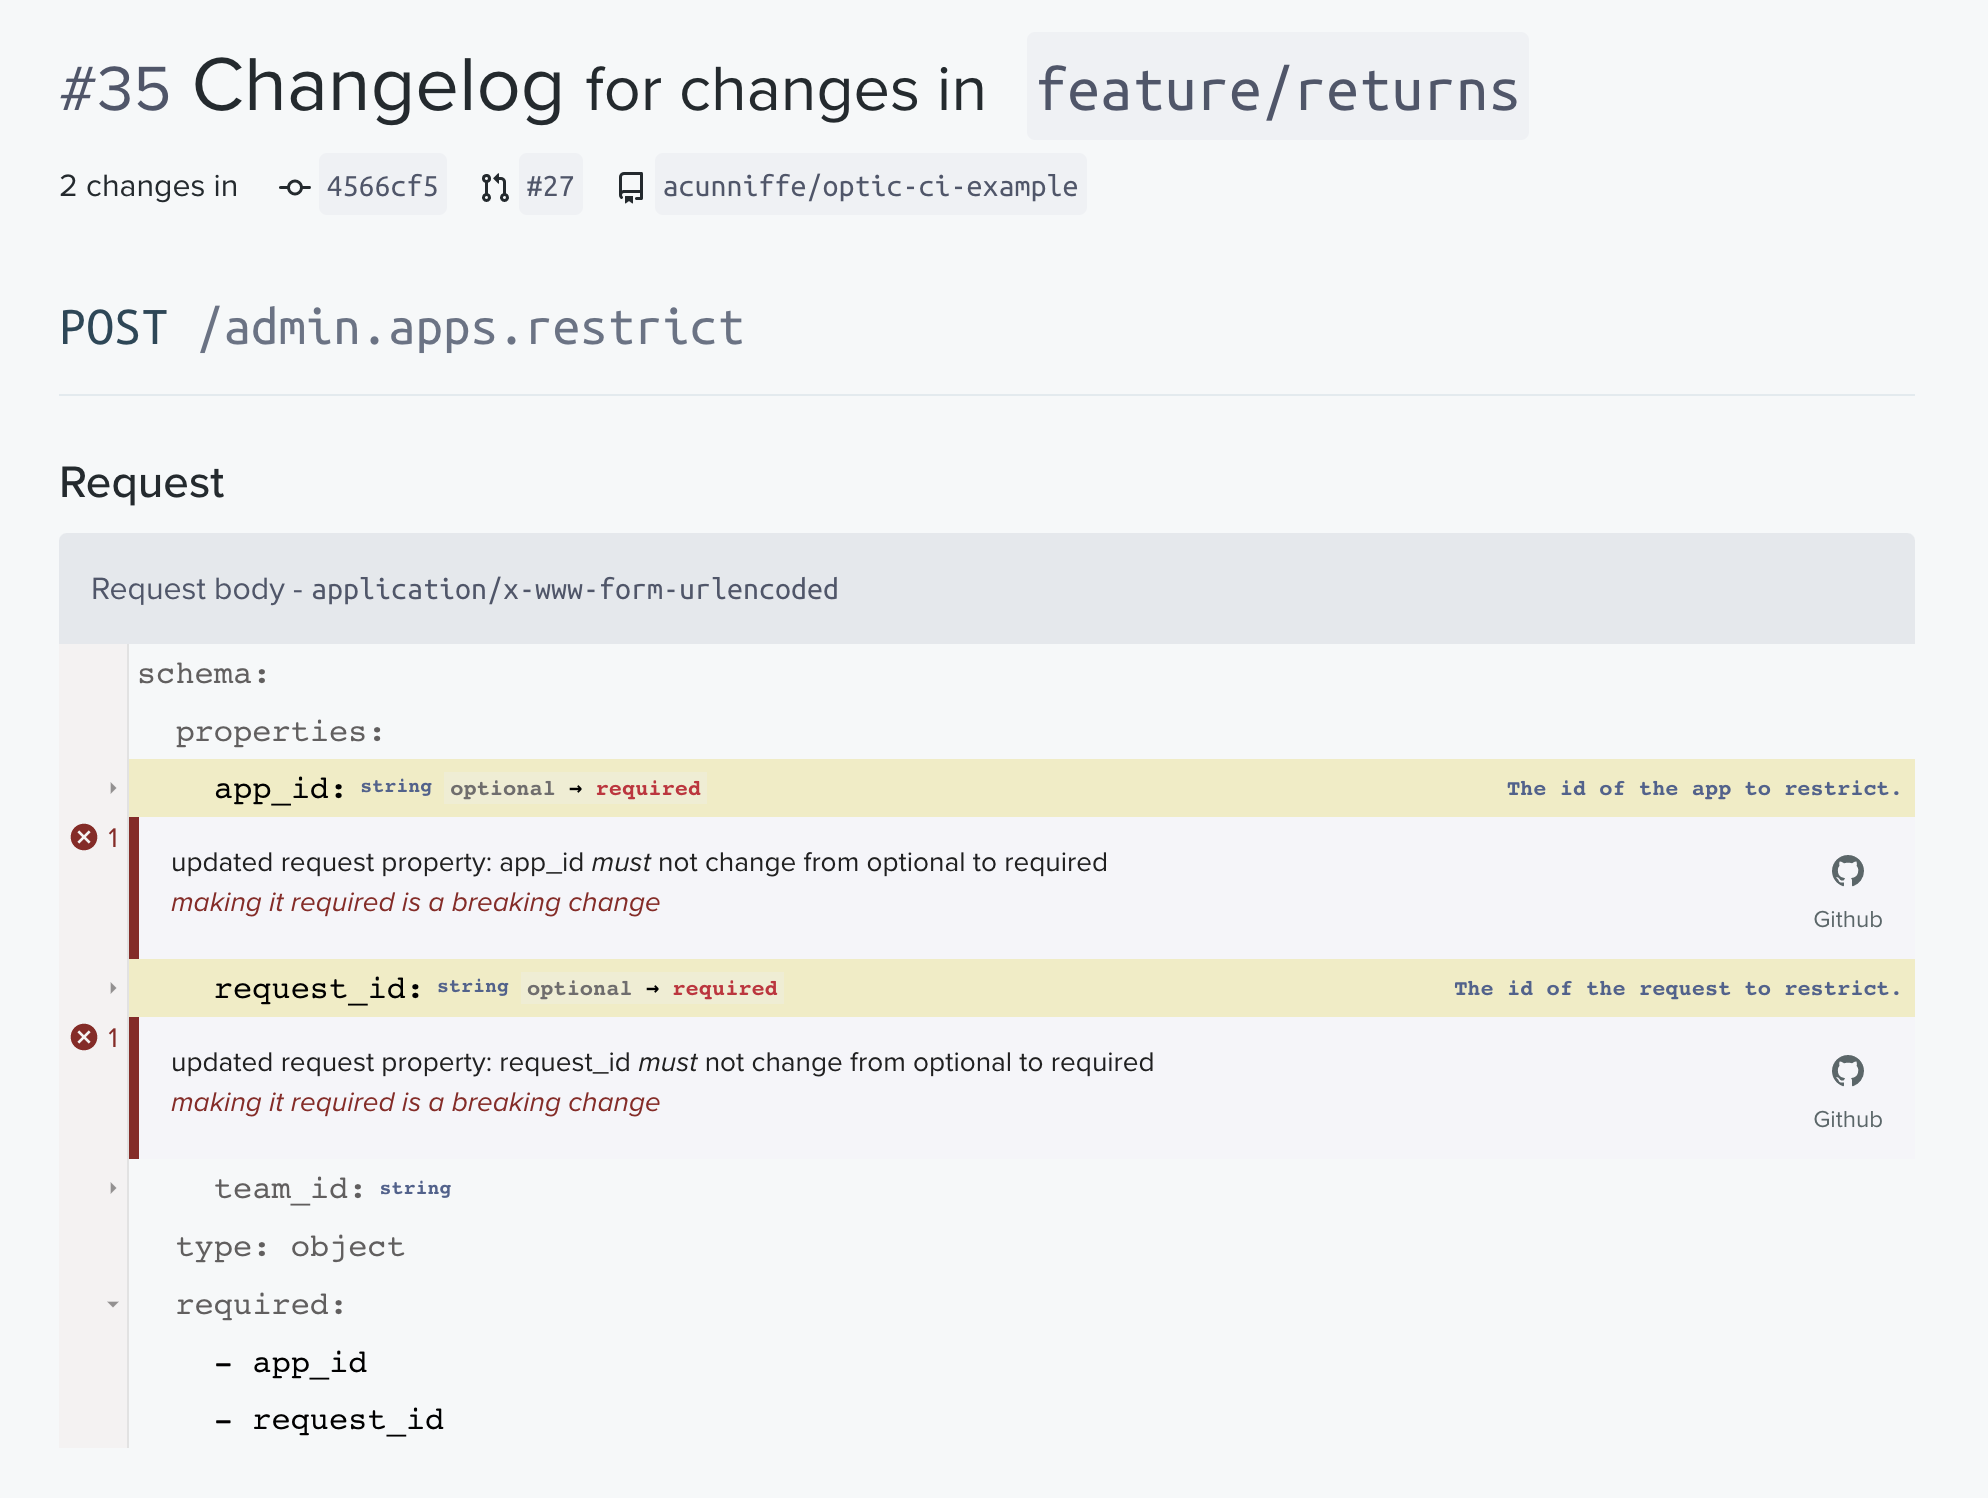 #35 Changelog for changes in feature/returns
2 changes in 4566cf5 #27 acunniffe/optic-ci-example
POST /admin.apps.restrict
Request
Request body - application/x-www-form-urlencoded
schema:
properties:
app_id: string optional → required The id of the app to restrict.
1
updated request property: app_id must not change from optional to required
making it required is a breaking change
Github
request_id: string optional → required The id of the request to restrict.
1
updated request property: request_id must not change from optional to required
making it required is a breaking change
Github
team_id: string
type: object
required:
- app_id
- request_id